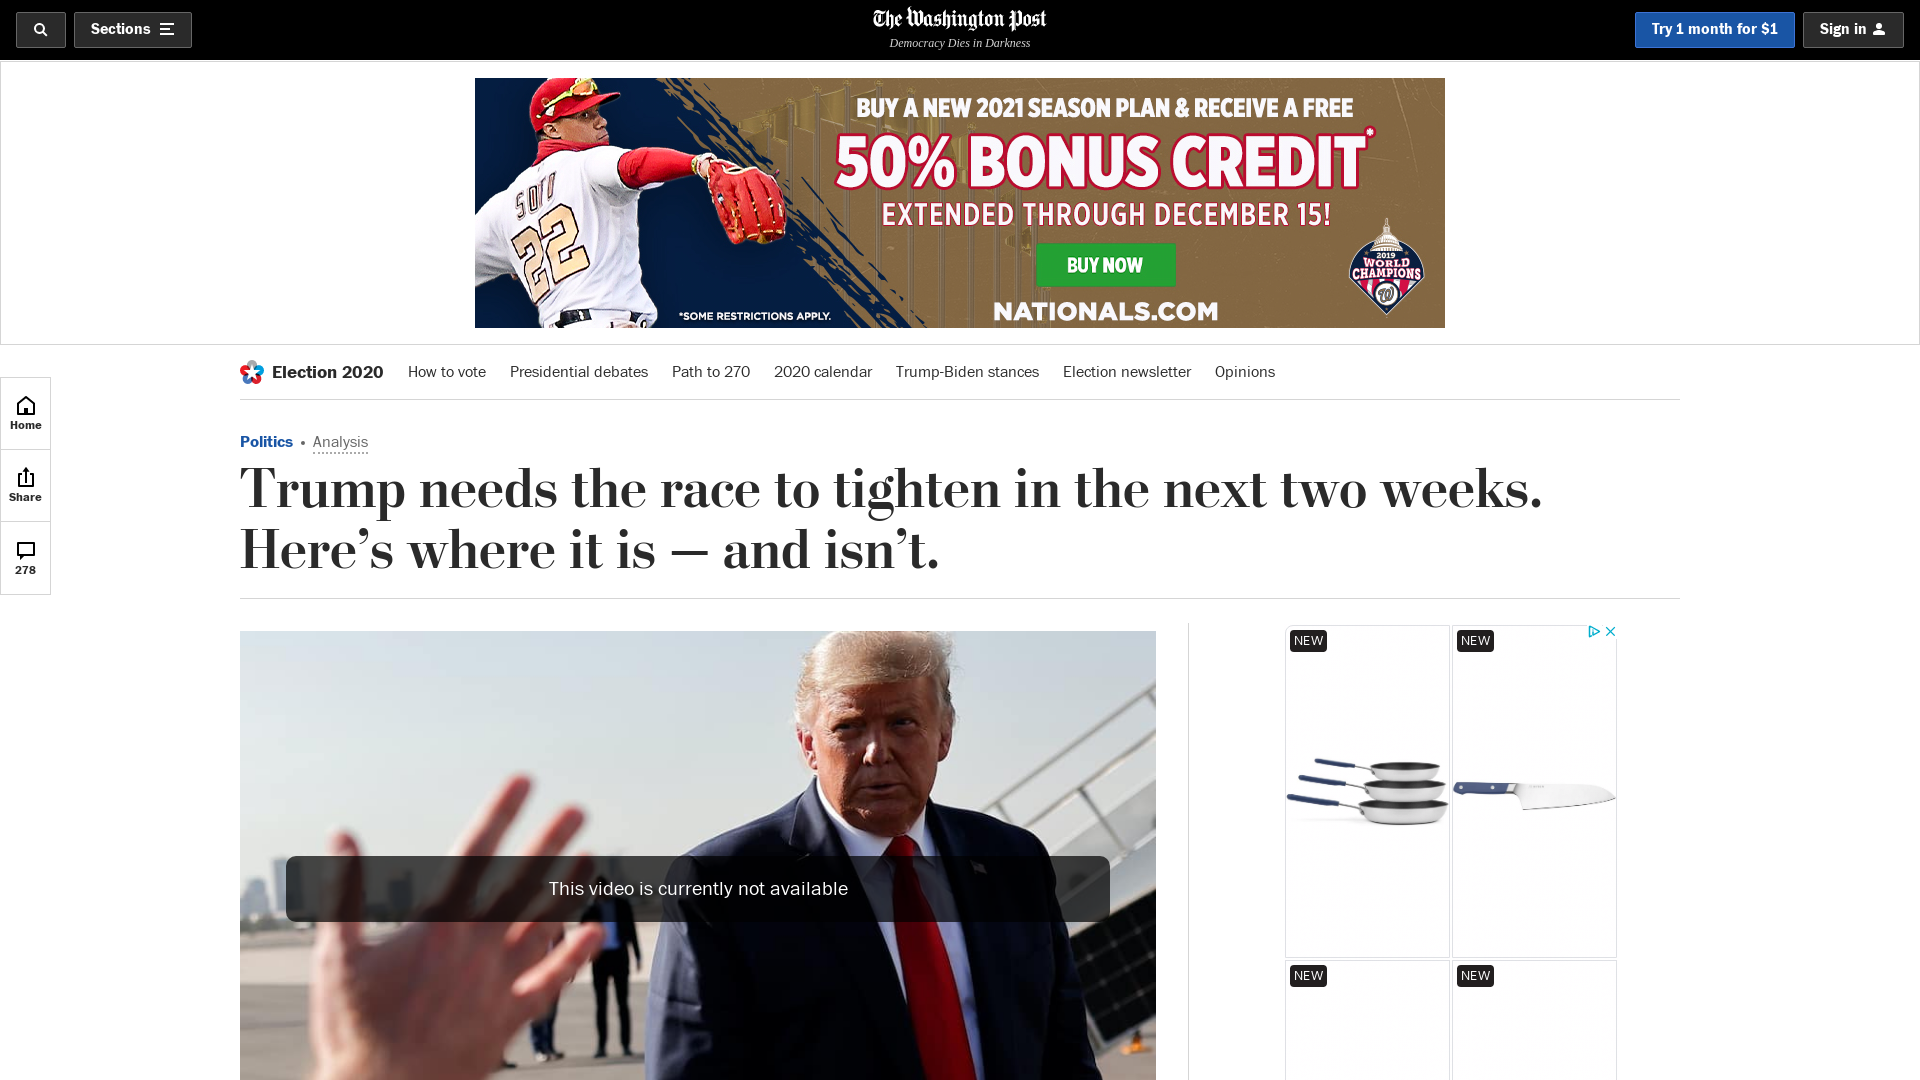 Sections
The Washington Post
Democracy Dies in Darkness
Try 1 month for $1
Sign in
BUY A NEW 2021 SEASON PLAN & RECEIVE A FREE
50% BONUS CREDIT*
EXTENDED THROUGH DECEMBER 15!
BUY NOW
NATIONALS.COM
*SOME RESTRICTIONS APPLY.
22
2019
WORLD
CHAMPIONS
W
Election 2020
How to vote
Presidential debates
Path to 270
2020 calendar
Trump-Biden stances
Election newsletter
Opinions
Home
Share
278
Politics • Analysis
Trump needs the race to tighten in the next two weeks.
Here’s where it is — and isn’t.
This video is currently not available
NEW
NEW
NEW
NEW